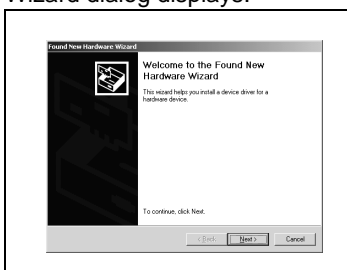 Wizard dialog displays.
Found New Hardware Wizard
Welcome to the Found New
Hardware Wizard
This wizard helps you install a device driver for a
hardware device.
To continue, click Next.
< Back
Next >
Cancel